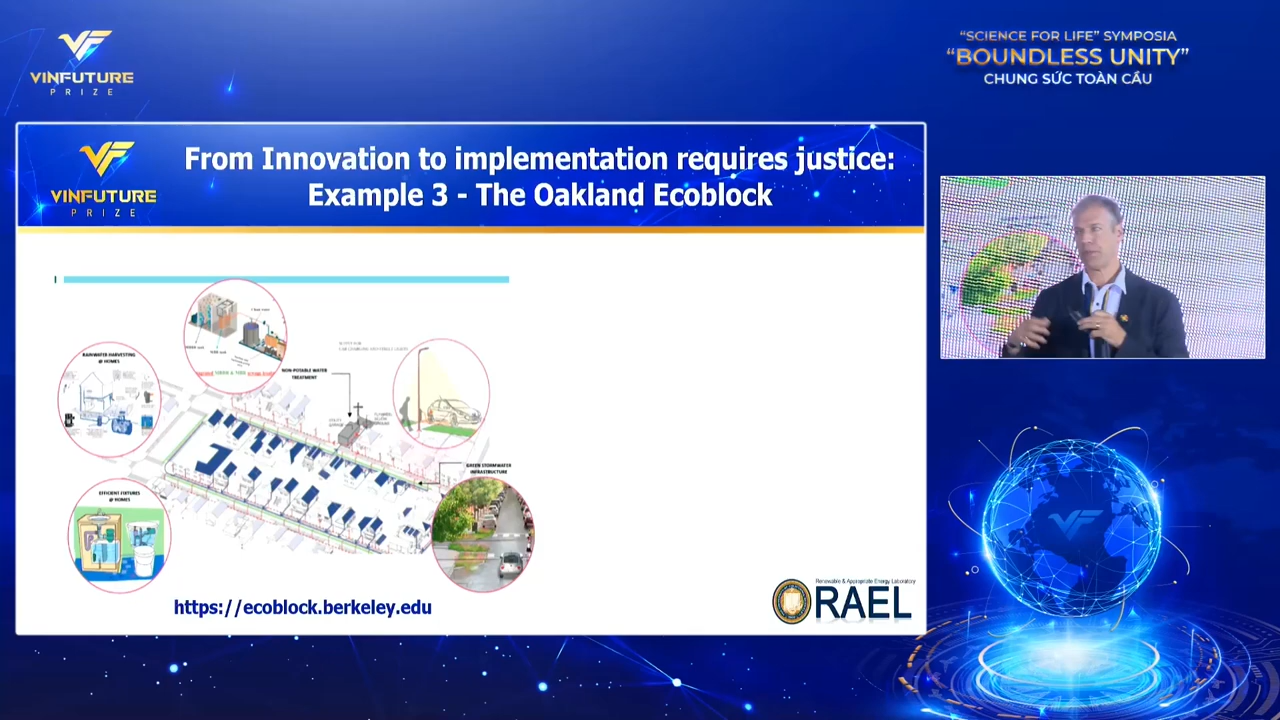 VINFUTURE
PRIZE
“SCIENCE FOR LIFE” SYMPOSIA
“BOUNDLESS UNITY”
CHUNG SỨC TOÀN CẦU
VINFUTURE
PRIZE
From Innovation to implementation requires justice:
Example 3 - The Oakland Ecoblock
RAINWATER HARVESTING
@ HOMES
NON-POTABLE WATER
TREATMENT
GREEN STORMWATER
INFRASTRUCTURE
EFFICIENT FIXTURES
@ HOMES
https://ecoblock.berkeley.edu
Renewable & Appropriate Energy Laboratory
RAEL